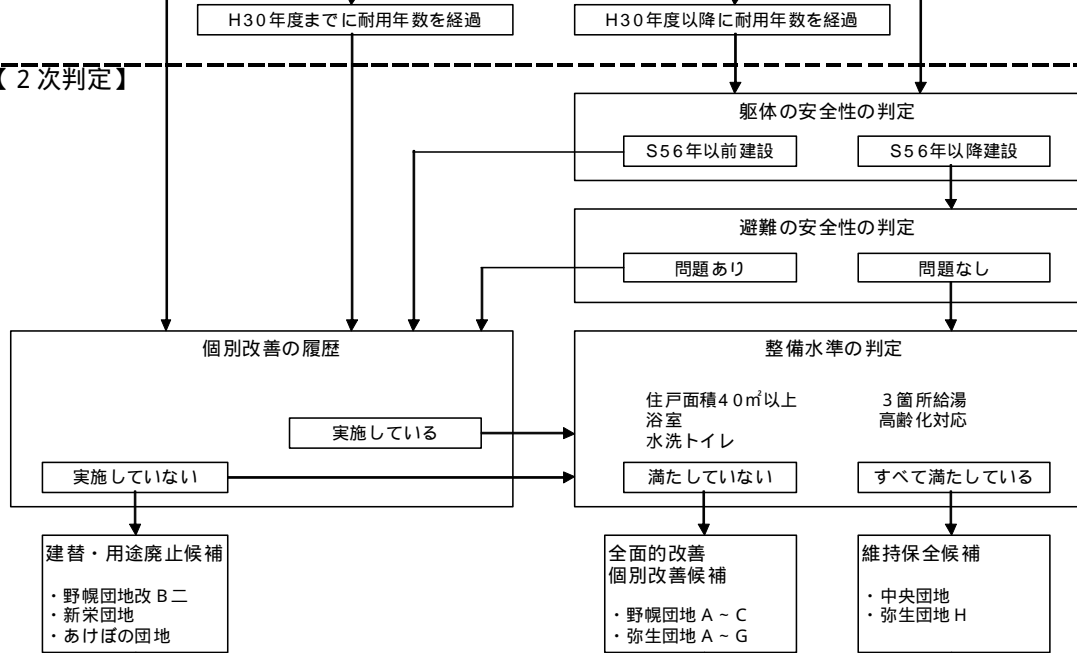 H30年度までに耐用年数を経過
H30年度以降に耐用年数を経過
【２次判定】
躯体の安全性の判定
S56年以前建設
S56年以降建設
避難の安全性の判定
問題あり
問題なし
個別改善の履歴
実施している
実施していない
整備水準の判定
住戸面積40㎡以上
浴室
水洗トイレ
3箇所給湯
高齢化対応
満たしていない
すべて満たしている
建替・用途廃止候補
・野幌団地改B二
・新栄団地
・あけぼの団地
全面的改善
個別改善候補
・野幌団地A~C
・弥生団地A~G
維持保全候補
・中央団地
・弥生団地H